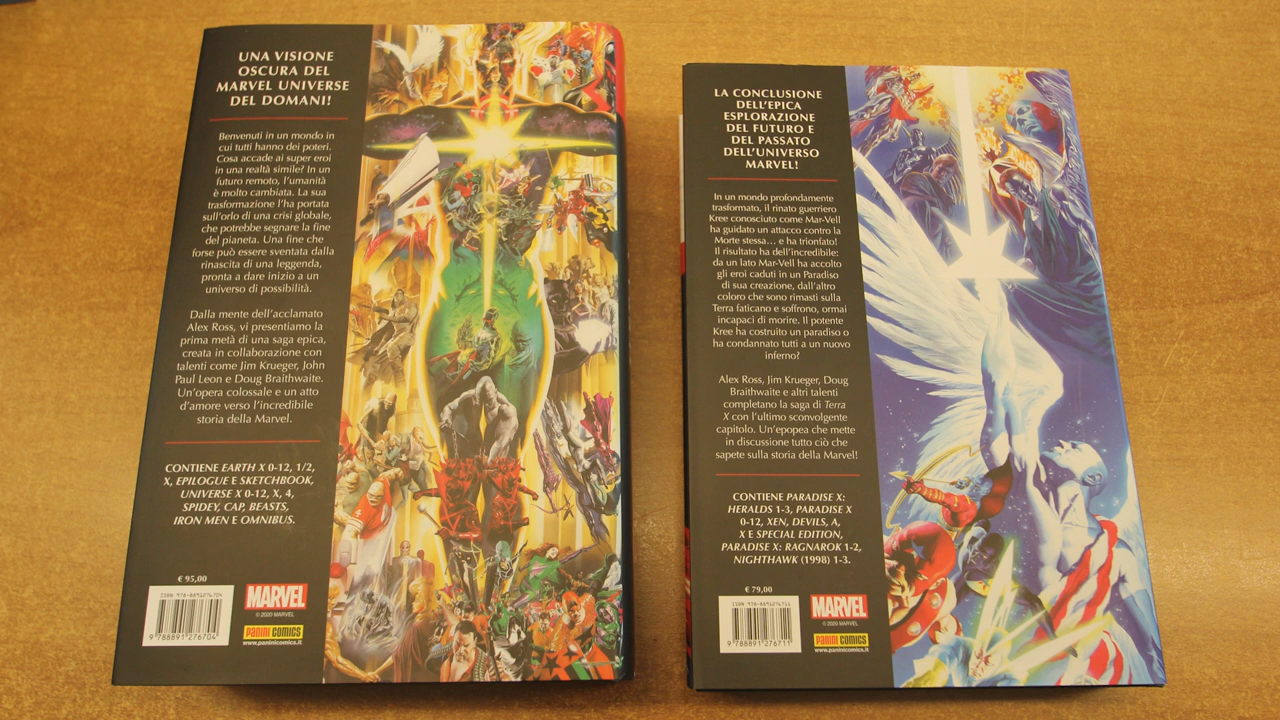 UNA VISIONE
OSCURA DEL
MARVEL UNIVERSE
DEL DOMANI!
Benvenuti in un mondo in
cui tutti hanno dei poteri.
Cosa accade ai super eroi
in una realtà simile? In un
futuro remoto, l'umanità
è molto cambiata. La sua
trasformazione l'ha portata
sull'orlo di una crisi globale,
che potrebbe segnare la fine
del pianeta. Una fine che
forse può essere sventata dalla
rinascita di una leggenda,
pronta a dare inizio a un
universo di possibilità.
Dalla mente dell'acclamato
Alex Ross, vi presentiamo la
prima metà di una saga epica,
creata in collaborazione con
talenti come Jim Krueger, John
Paul Leon e Doug Braithwaite.
Un'opera colossale e un atto
d'amore verso l'incredibile
storia della Marvel.
CONTIENE EARTH X 0-12, 1/2,
X, EPILOGUE E SKETCHBOOK,
UNIVERSE X 0-12, X, 4,
SPIDEY, CAP, BEASTS,
IRON MEN E OMNIBUS.
€ 95,00
ISBN 978-8891276704
9 788891 276704
MARVEL
© 2020 MARVEL
PANINI COMICS
www.paninicomics.it
LA CONCLUSIONE
DELL'EPICA
ESPLORAZIONE
DEL FUTURO E
DEL PASSATO
DELL'UNIVERSO
MARVEL!
In un mondo profondamente
trasformato, il rinato guerriero
Kree conosciuto come Mar-Vell
ha guidato un attacco contro la
Morte stessa... e ha trionfato!
Il risultato ha dell'incredibile:
da un lato Mar-Vell ha accolto
gli eroi caduti in un Paradiso
di sua creazione, dall'altro
coloro che sono rimasti sulla
Terra faticano e soffrono, ormai
incapaci di morire. Il potente
Kree ha costruito un paradiso o
ha condannato tutti a un nuovo
inferno?
Alex Ross, Jim Krueger, Doug
Braithwaite e altri talenti
completano la saga di Terra
X con l'ultimo sconvolgente
capitolo. Un'epopea che mette
in discussione tutto ciò che
sapete sulla storia della Marvel!
CONTIENE PARADISE X:
HERALDS 1-3, PARADISE X
0-12, XEN, DEVILS, A,
X E SPECIAL EDITION,
PARADISE X: RAGNAROK 1-2,
NIGHTHAWK (1998) 1-3.
€ 79,00
ISBN 978-8891276711
9 788891 276711
MARVEL
© 2020 MARVEL
PANINI COMICS
www.paninicomics.it